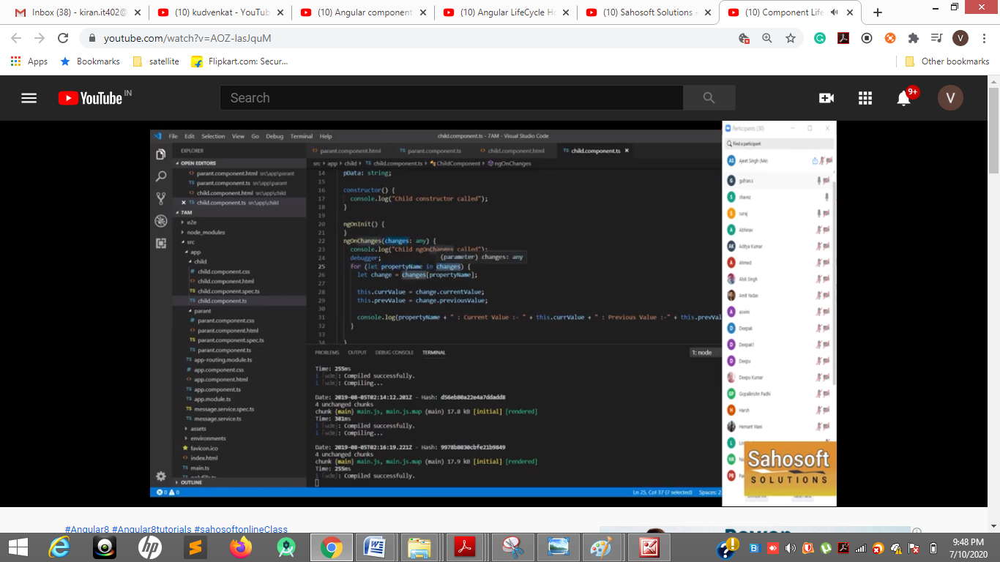 Inbox (38) - kiran.it402@
(10) kudvenkat - YouTub
(10) Angular component
(10) Angular LifeCycle Ho
(10) Sahosoft Solutions -
(10) Component Life
youtube.com/watch?v=AOZ-IasJquM
V
Apps
Bookmarks
satellite
Flipkart.com: Secur...
Other bookmarks
YouTube IN
Search
9+
V
File Edit Selection View Go Debug Terminal Help
child.component.ts - 7AM - Visual Studio Code
Participants (30)
Find a participant
EXPLORER
OPEN EDITORS
parant.component.html src\app\parant
parant.component.ts src\app\parant
child.component.html src\app\child
child.component.ts src\app\child
7AM
e2e
node_modules
src
app
child
child.component.css
child.component.html
child.component.spec.ts
child.component.ts
parant
parant.component.css
parant.component.html
parant.component.spec.ts
parant.component.ts
app-routing.module.ts
app.component.css
app.component.html
app.component.ts
app.module.ts
message.service.spec.ts
message.service.ts
assets
environments
favicon.ico
index.html
main.ts
OUTLINE
parant.component.html
parant.component.ts
child.component.html
child.component.ts
src > app > child > TS child.component.ts > ChildComponent > ngOnChanges
14 pData: string;
15
16 constructor() {
17 console.log("Child constructor called");
18 }
19
20 ngOnInit() {
21 }
22 ngOnChanges(changes: any) {
23 console.log("Child ngOnChanges called");
(parameter) changes: any
24 debugger;
25 for (let propertyName in changes) {
26 let change = changes[propertyName];
27
28 this.currValue = change.currentValue;
29 this.prevValue = change.previousValue;
30
31 console.log(propertyName + " : Current Value :- " + this.currValue + " : Previous Value :-" + this.prevVal
32 }
33
34 }
PROBLEMS OUTPUT DEBUG CONSOLE TERMINAL
1: node
Time: 255ms
i ｢wdm｣: Compiled successfully.
i ｢wdm｣: Compiling...
Date: 2019-08-05T02:14:12.201Z - Hash: d56eb80a22e4a7ddadd8
4 unchanged chunks
chunk {main} main.js, main.js.map (main) 17.8 kB [initial] [rendered]
Time: 381ms
i ｢wdm｣: Compiled successfully.
i ｢wdm｣: Compiling...
Date: 2019-08-05T02:16:19.221Z - Hash: 9978b8030cbfe21b9849
4 unchanged chunks
chunk {main} main.js, main.js.map (main) 17.9 kB [initial] [rendered]
Time: 255ms
i ｢wdm｣: Compiled successfully.
0 0
Ln 25, Col 37 (7 selected) Spaces: 2
AS Ajeet Singh (Me)
G gufran.s
S shavez
S suraj
A Abhinav
AK Aditya Kumar
A Ahmed
Alok Singh
Amit Yadav
A aswini
D Deepak
D Deepak1
D Deepu
Deepu Kumar
GP Gopalkrishn Padhi
H Harsh
Hemant Wani
L
NR
PR
Sahosoft
SOLUTIONS
#Angular8 #Angular8tutorials #sahosoftonlineClass
9:48 PM
7/10/2020